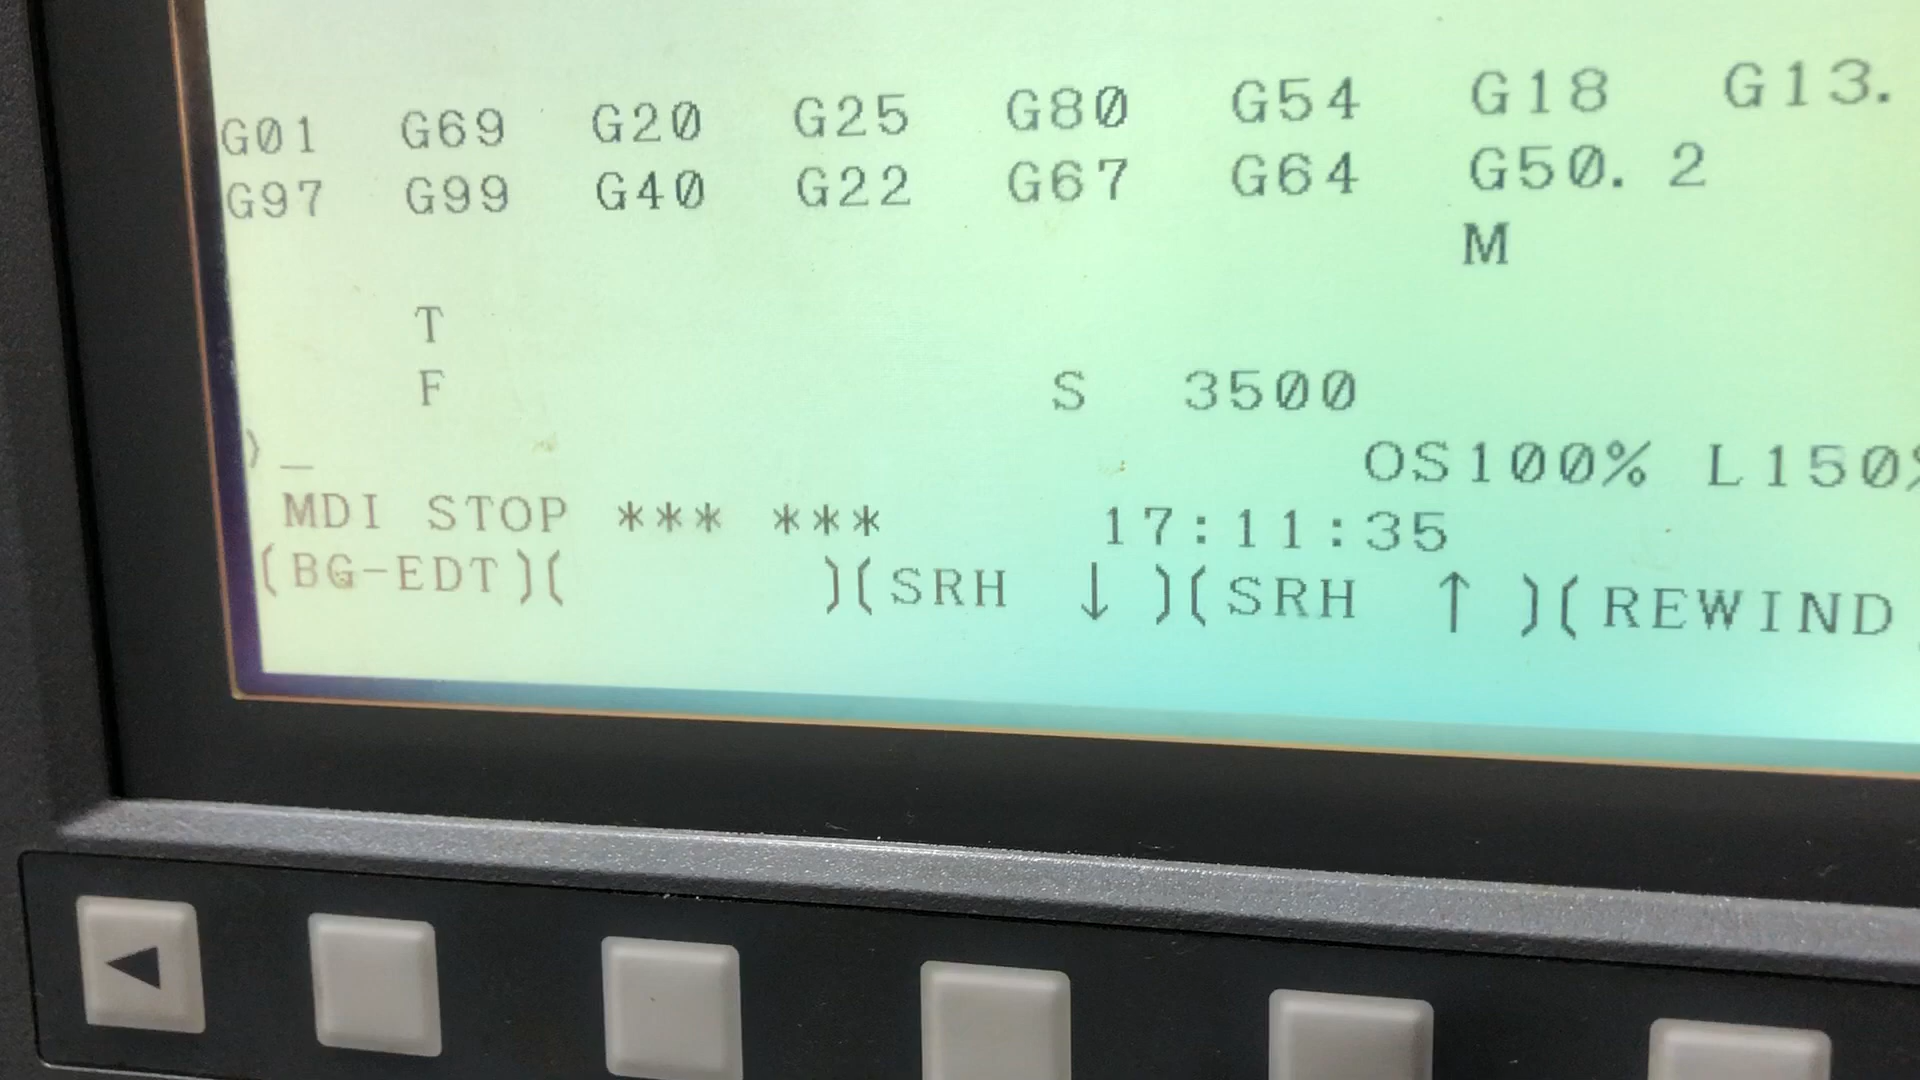 G01 G69 G20 G25 G80 G54 G18 G13.
G97 G99 G40 G22 G67 G64 G50. 2
M
T
F S 3500
)_
OS100% L150%
MDI STOP *** *** 17:11:35
(BG-EDT)( )(SRH ↓ )(SRH ↑ )(REWIND